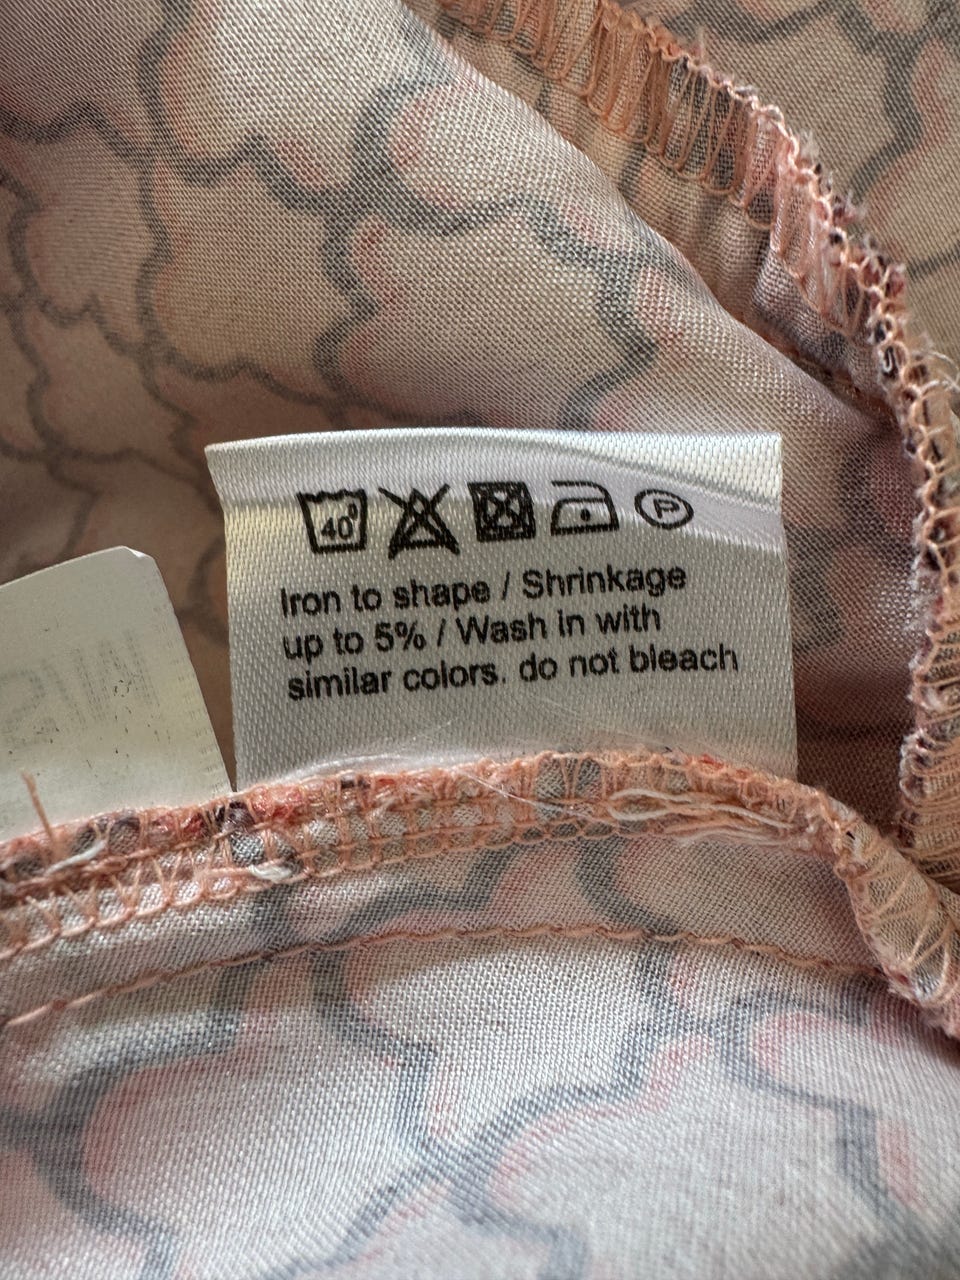 40° P
Iron to shape / Shrinkage
up to 5% / Wash in with
similar colors. do not bleach